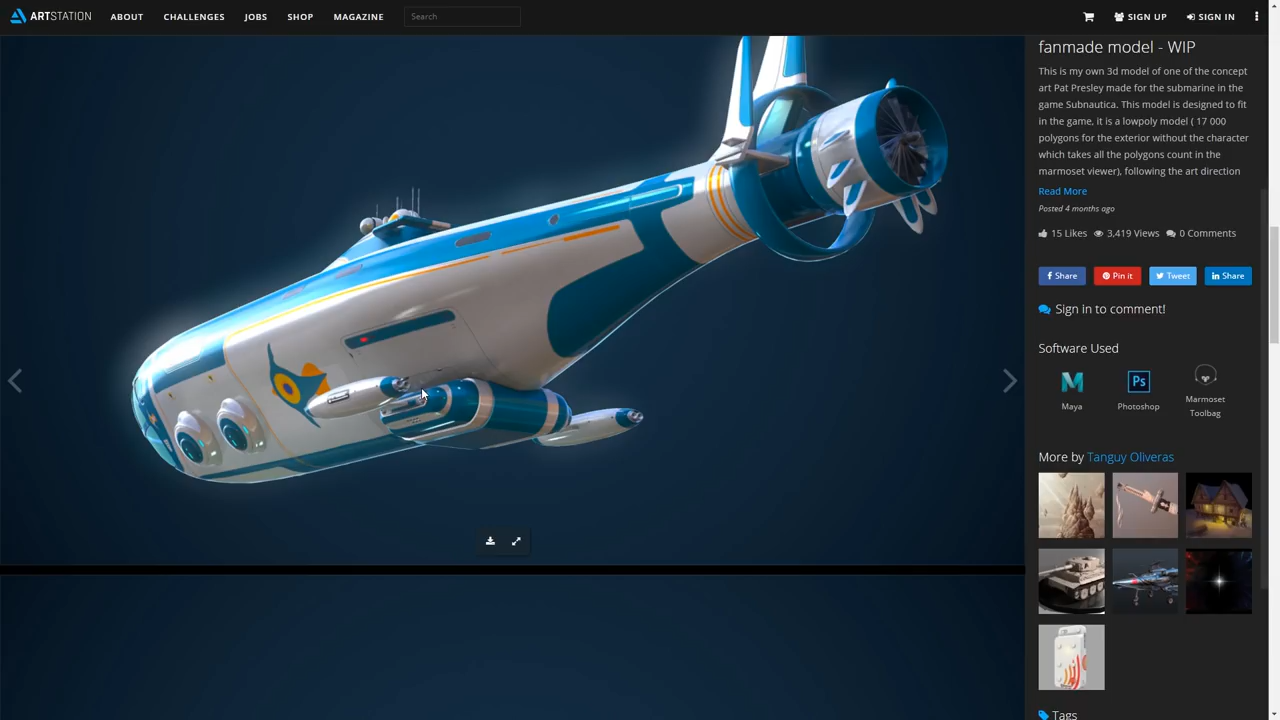 ARTSTATION
ABOUT
CHALLENGES
JOBS
SHOP
MAGAZINE
Search
SIGN UP
SIGN IN
fanmade model - WIP
This is my own 3d model of one of the concept
art Pat Presley made for the submarine in the
game Subnautica. This model is designed to fit
in the game, it is a lowpoly model ( 17 000
polygons for the exterior without the character
which takes all the polygons count in the
marmoset viewer), following the art direction
Read More
Posted 4 months ago
15 Likes
3,419 Views
0 Comments
Share
Pin it
Tweet
Share
Sign in to comment!
Software Used
Ps
Maya
Photoshop
Marmoset
Toolbag
More by Tanguy Oliveras
Tags